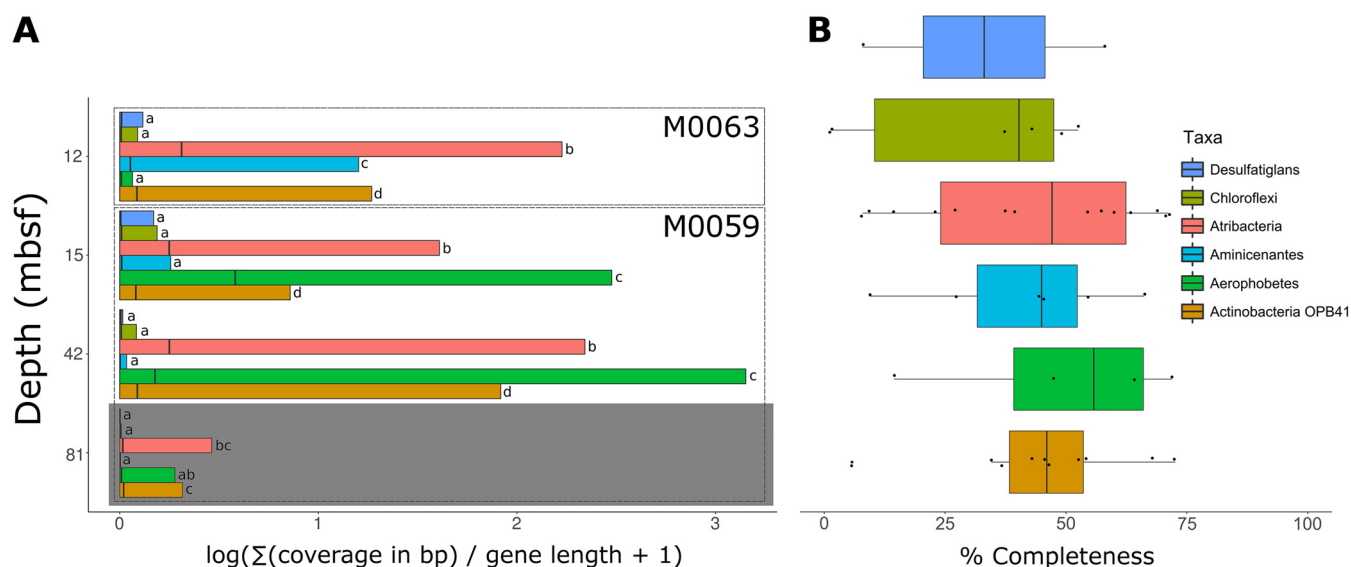 A
M0063
12
a
a
b
c
a
d
M0059
15
a
a
b
a
c
d
42
a
a
b
a
c
d
81
a
a
bc
a
ab
c
Depth (mbsf)
0 1 2 3
log(Σ(coverage in bp) / gene length + 1)
B
Taxa
Desulfatiglans
Chloroflexi
Atribacteria
Aminicenantes
Aerophobetes
Actinobacteria OPB41
0 25 50 75 100
% Completeness